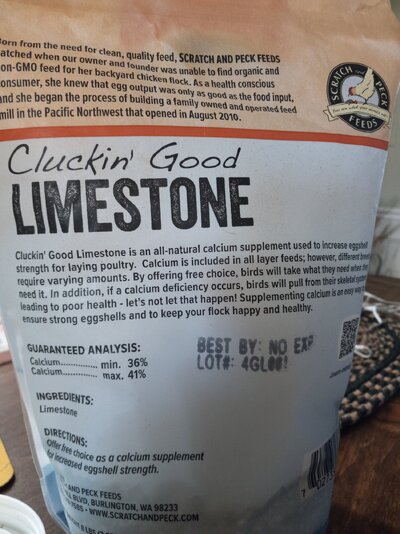 Born from the need for clean, quality feed, SCRATCH AND PECK FEEDS
hatched when our owner and founder was unable to find organic and
non-GMO feed for her backyard chicken flock. As a health conscious
consumer, she knew that egg output was only as good as the food input,
and she began the process of building a family owned and operated feed
mill in the Pacific Northwest that opened in August 2010.
SCRATCH AND PECK
FEEDS
Cluckin' Good
LIMESTONE
Cluckin' Good Limestone is an all-natural calcium supplement used to increase eggshell
strength for laying poultry. Calcium is included in all layer feeds; however, different breeds
require varying amounts. By offering free choice, birds will take what they need when they
need it. In addition, if a calcium deficiency occurs, birds will pull from their skeletal system
leading to poor health - let's not let that happen! Supplementing calcium is an easy way to
ensure strong eggshells and to keep your flock happy and healthy.
GUARANTEED ANALYSIS:
Calcium............... min. 36%
Calcium............... max. 41%
BEST BY: NO EXP
LOT#:
INGREDIENTS:
Limestone
DIRECTIONS:
Offer free choice as a calcium supplement
for increased eggshell strength.
AND PECK FEEDS
BLVD, BURLINGTON, WA 98233
7585 • WWW.SCRATCHANDPECK.COM
LBS
7